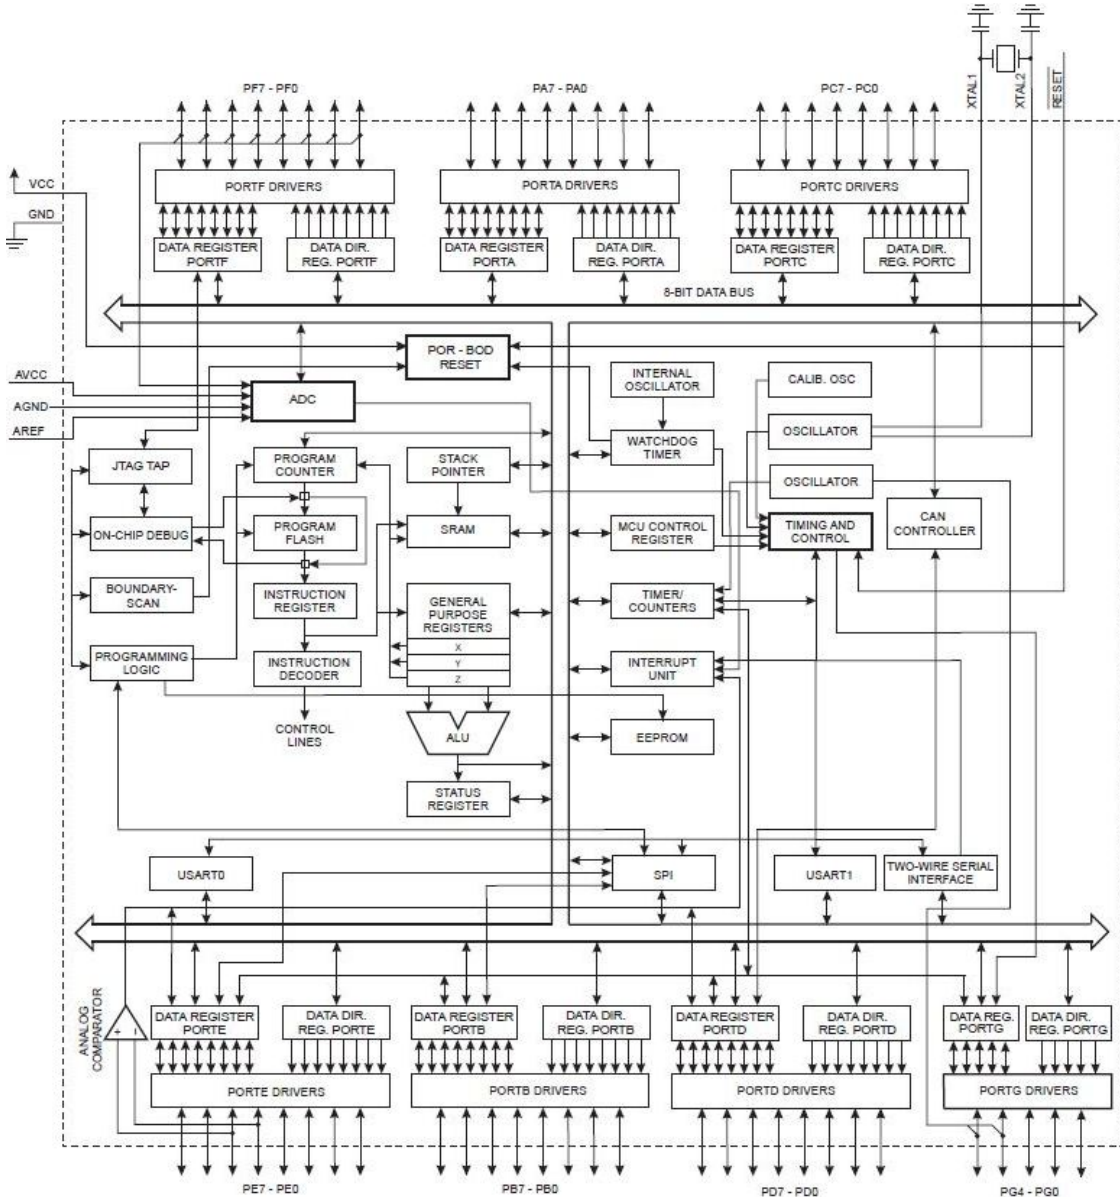 XTAL1
XTAL2
RESET
PF7 - PF0
PA7 - PA0
PC7 - PC0
VCC
GND
PORTF DRIVERS
PORTA DRIVERS
PORTC DRIVERS
DATA REGISTER
PORTF
DATA DIR.
REG. PORTF
DATA REGISTER
PORTA
DATA DIR.
REG. PORTA
DATA REGISTER
PORTC
DATA DIR.
REG. PORTC
8-BIT DATA BUS
POR - BOD
RESET
INTERNAL
OSCILLATOR
CALIB. OSC
AVCC
AGND
AREF
ADC
OSCILLATOR
WATCHDOG
TIMER
JTAG TAP
PROGRAM
COUNTER
STACK
POINTER
OSCILLATOR
ON-CHIP DEBUG
PROGRAM
FLASH
SRAM
MCU CONTROL
REGISTER
TIMING AND
CONTROL
CAN
CONTROLLER
BOUNDARY-
SCAN
INSTRUCTION
REGISTER
GENERAL
PURPOSE
REGISTERS
X
Y
Z
TIMER/
COUNTERS
PROGRAMMING
LOGIC
INSTRUCTION
DECODER
INTERRUPT
UNIT
CONTROL
LINES
ALU
EEPROM
STATUS
REGISTER
USART0
SPI
USART1
TWO-WIRE SERIAL
INTERFACE
ANALOG
COMPARATOR
+
-
DATA REGISTER
PORTE
DATA DIR.
REG. PORTE
DATA REGISTER
PORTB
DATA DIR.
REG. PORTB
DATA REGISTER
PORTD
DATA DIR.
REG. PORTD
DATA REG.
PORTG
DATA DIR.
REG. PORTG
PORTE DRIVERS
PORTB DRIVERS
PORTD DRIVERS
PORTG DRIVERS
PE7 - PE0
PB7 - PB0
PD7 - PD0
PG4 - PG0